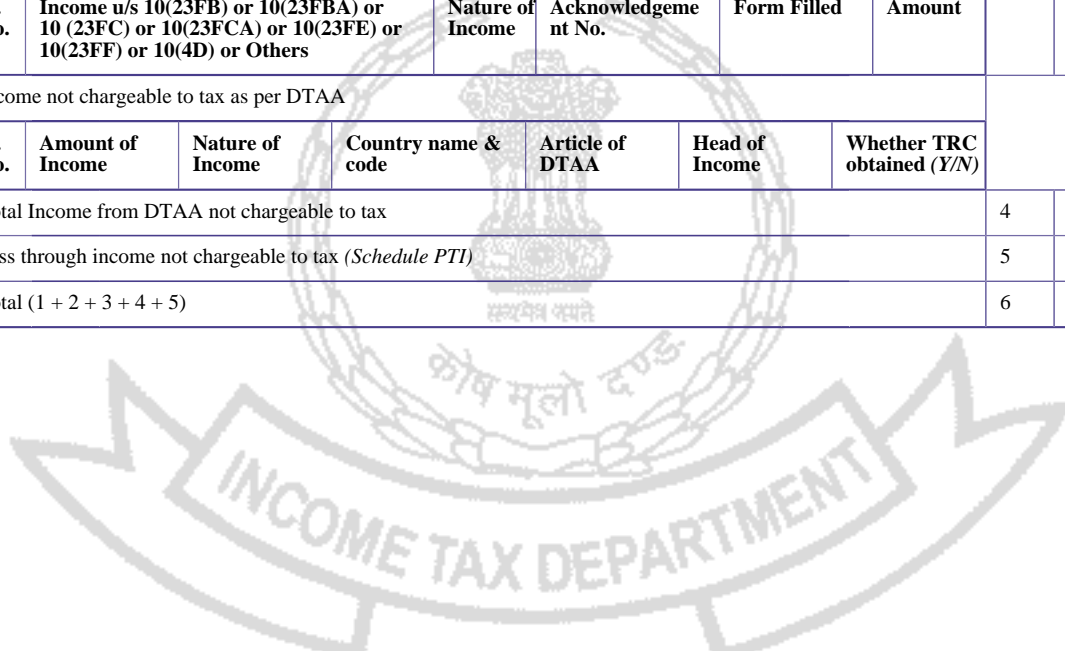 . Income u/s 10(23FB) or 10(23FBA) or Nature of Acknowledgeme Form Filled Amount
o. 10 (23FC) or 10(23FCA) or 10(23FE) or Income nt No.
10(23FF) or 10(4D) or Others
come not chargeable to tax as per DTAA
. Amount of Nature of Country name & Article of Head of Whether TRC
o. Income Income code DTAA Income obtained (Y/N)
tal Income from DTAA not chargeable to tax 4
ss through income not chargeable to tax (Schedule PTI) 5
tal (1 + 2 + 3 + 4 + 5) 6
सत्यमेव जयते
कोष मूलो दण्ड
INCOME TAX DEPARTMENT